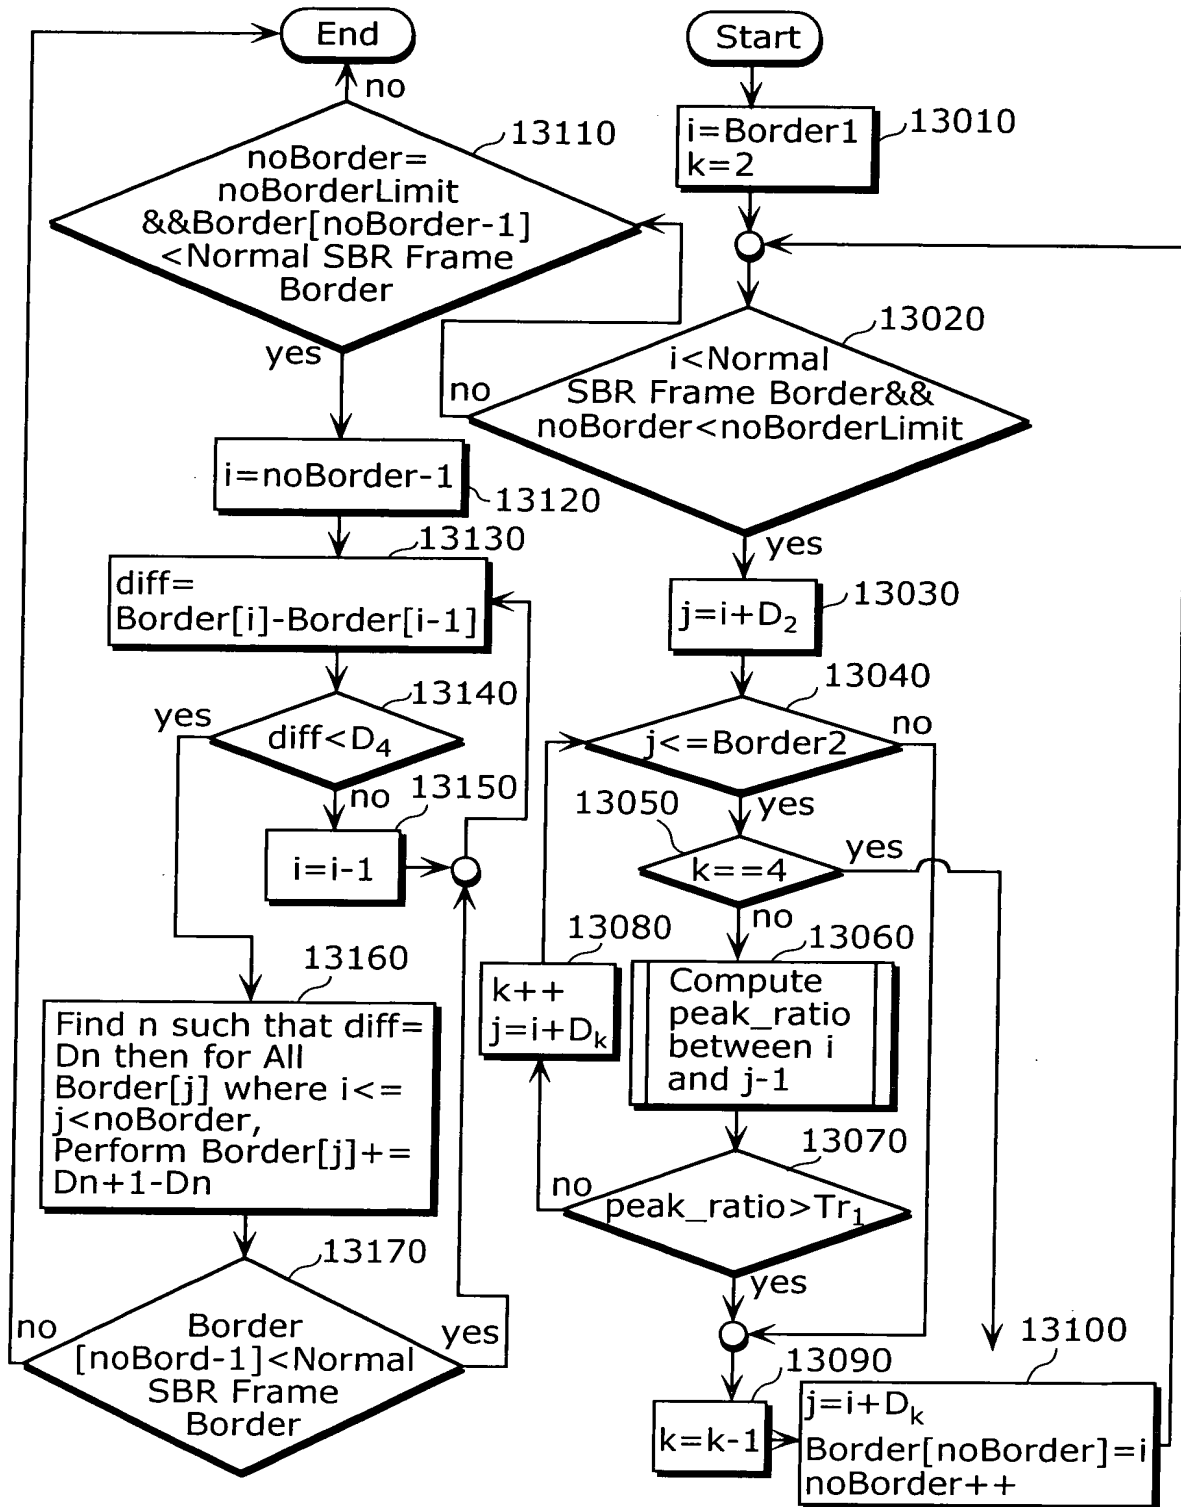 Start
i=Border1
k=2
13010
i<Normal
SBR Frame Border&&
noBorder<noBorderLimit
13020
no
yes
j=i+D2
13030
j<=Border2
13040
no
yes
k==4
13050
yes
no
Compute
peak_ratio
between i
and j-1
13060
peak_ratio>Tr1
13070
no
yes
k++
j=i+Dk
13080
k=k-1
13090
j=i+Dk
Border[noBorder]=i
noBorder++
13100
End
no
noBorder=
noBorderLimit
&&Border[noBorder-1]
<Normal SBR Frame
Border
13110
yes
i=noBorder-1
13120
13130
diff=
Border[i]-Border[i-1]
diff<D4
13140
yes
no
i=i-1
13150
13160
Find n such that diff=
Dn then for All
Border[j] where i<=
j<noBorder,
Perform Border[j]+=
Dn+1-Dn
13170
Border
[noBord-1]<Normal
SBR Frame
Border
no
yes